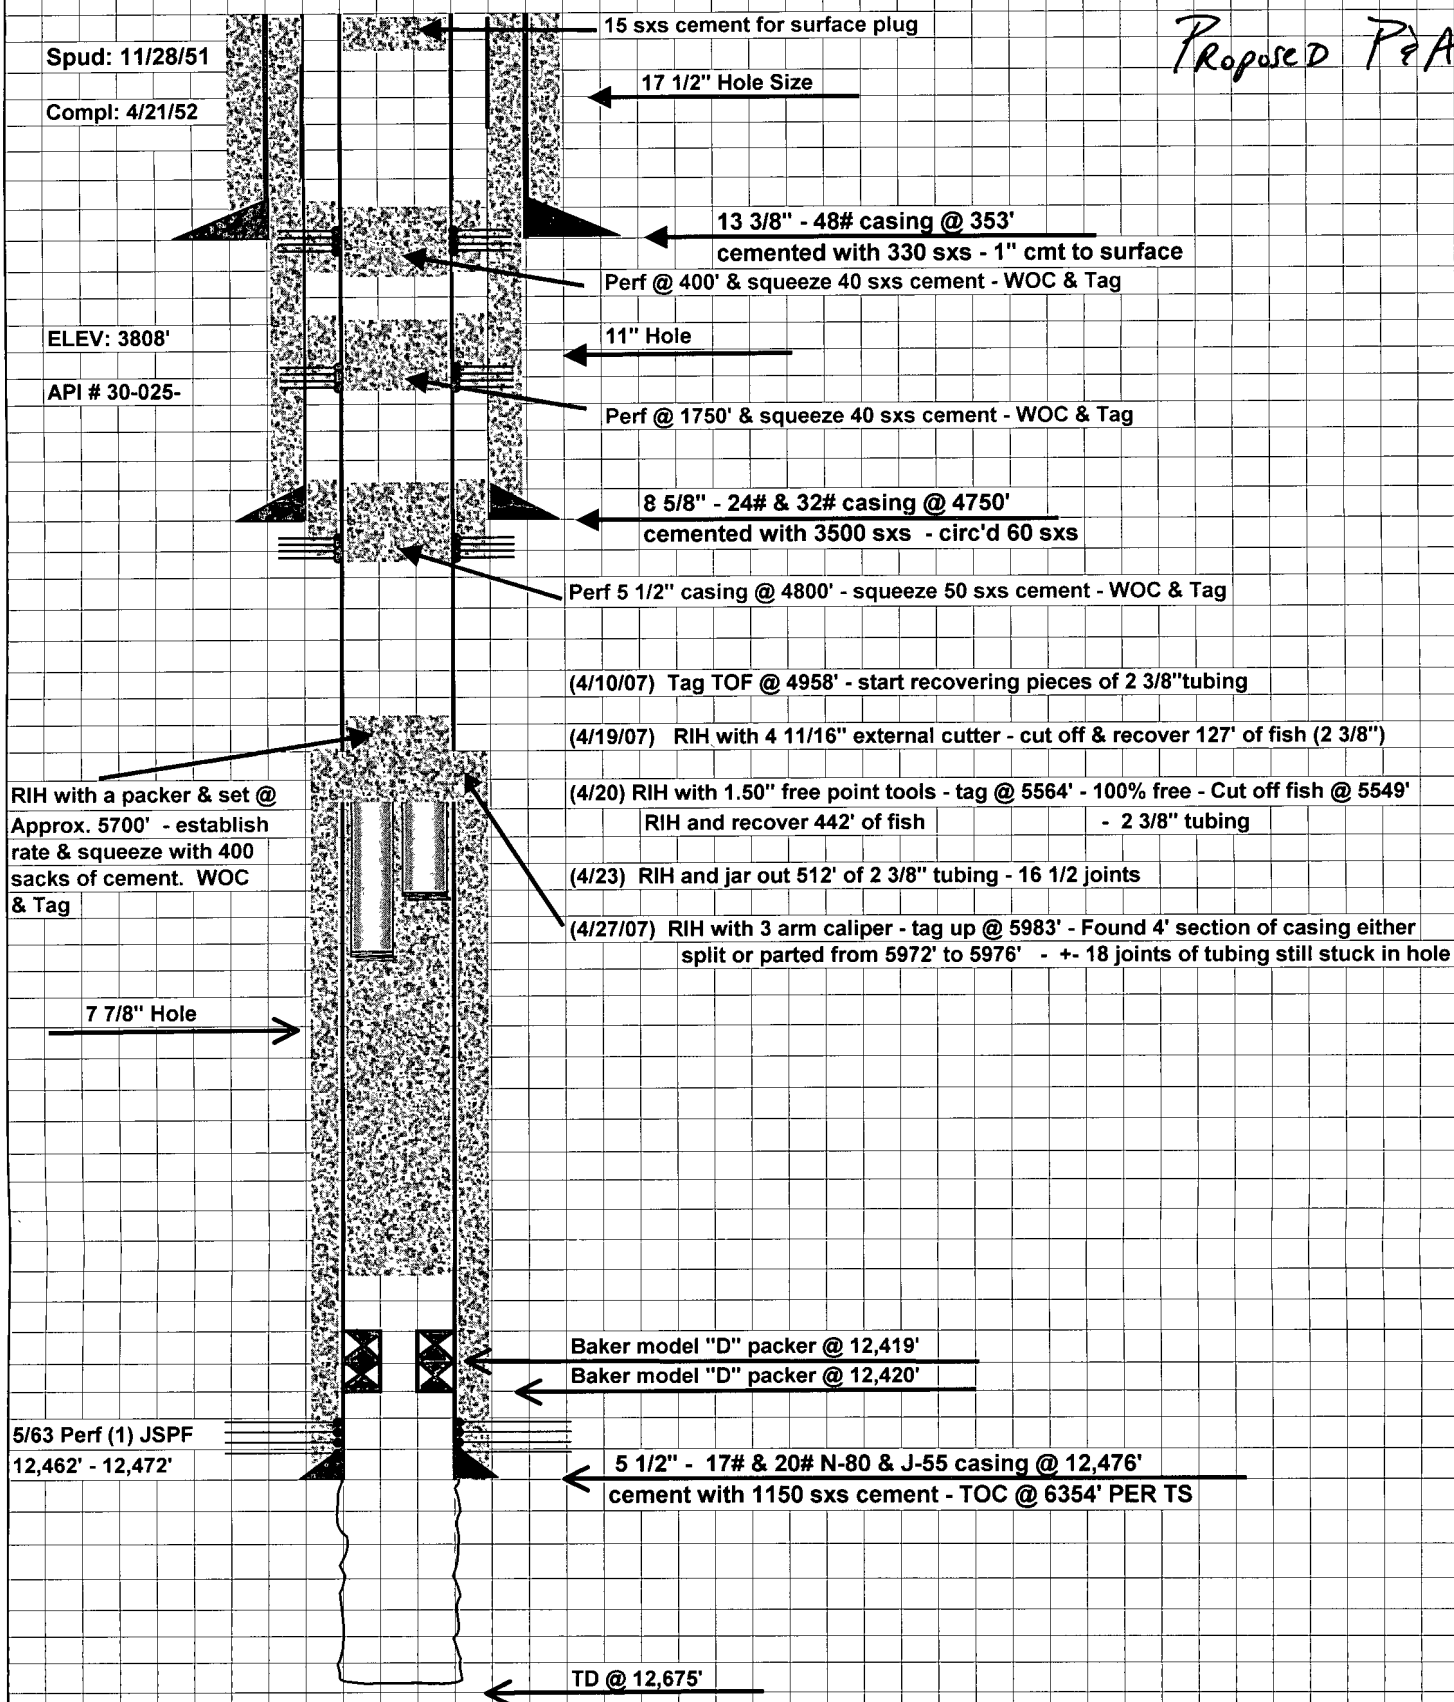 15 sxs cement for surface plug
PROPOSED P&A
Spud: 11/28/51
17 1/2" Hole Size
Compl: 4/21/52
13 3/8" - 48# casing @ 353'
cemented with 330 sxs - 1" cmt to surface
Perf @ 400' & squeeze 40 sxs cement - WOC & Tag
ELEV: 3808'
11" Hole
API # 30-025-
Perf @ 1750' & squeeze 40 sxs cement - WOC & Tag
8 5/8" - 24# & 32# casing @ 4750'
cemented with 3500 sxs - circ'd 60 sxs
Perf 5 1/2" casing @ 4800' - squeeze 50 sxs cement - WOC & Tag
(4/10/07) Tag TOF @ 4958' - start recovering pieces of 2 3/8"tubing
(4/19/07) RIH with 4 11/16" external cutter - cut off & recover 127' of fish (2 3/8")
RIH with a packer & set @
Approx. 5700' - establish
rate & squeeze with 400
sacks of cement. WOC
& Tag
(4/20) RIH with 1.50" free point tools - tag @ 5564' - 100% free - Cut off fish @ 5549'
RIH and recover 442' of fish - 2 3/8" tubing
(4/23) RIH and jar out 512' of 2 3/8" tubing - 16 1/2 joints
(4/27/07) RIH with 3 arm caliper - tag up @ 5983' - Found 4' section of casing either
split or parted from 5972' to 5976' - +- 18 joints of tubing still stuck in hole
7 7/8" Hole
Baker model "D" packer @ 12,419'
Baker model "D" packer @ 12,420'
5/63 Perf (1) JSPF
12,462' - 12,472'
5 1/2" - 17# & 20# N-80 & J-55 casing @ 12,476'
cement with 1150 sxs cement - TOC @ 6354' PER TS
TD @ 12,675'